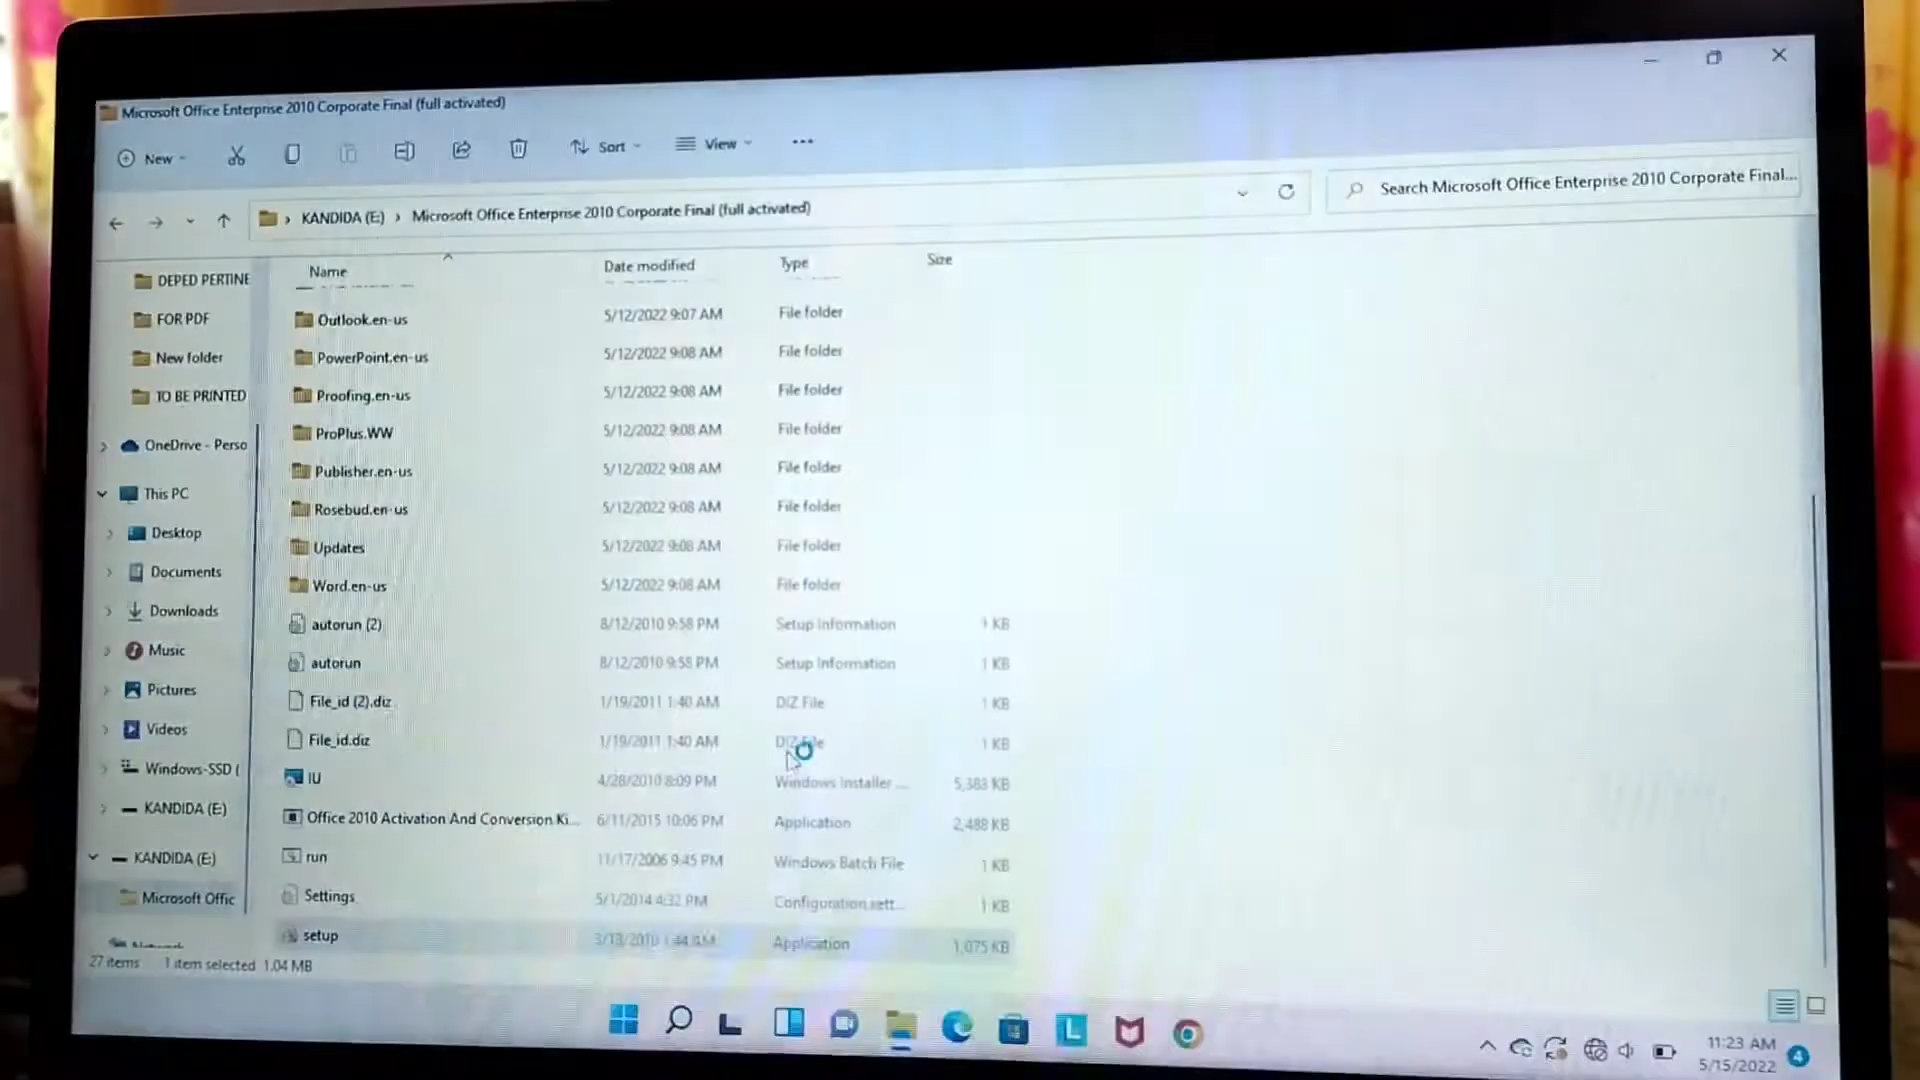 Microsoft Office Enterprise 2010 Corporate Final (full activated)
New
Sort
View
KANDIDA (E:) > Microsoft Office Enterprise 2010 Corporate Final (full activated)
Search Microsoft Office Enterprise 2010 Corporate Final...
Name Date modified Type Size
DEPED PERTINE
FOR PDF
New folder
TO BE PRINTED
OneDrive - Perso
This PC
Desktop
Documents
Downloads
Music
Pictures
Videos
Windows-SSD (
KANDIDA (E:)
KANDIDA (E:)
Microsoft Offic
Outlook.en-us 5/12/2022 9:07 AM File folder
PowerPoint.en-us 5/12/2022 9:08 AM File folder
Proofing.en-us 5/12/2022 9:08 AM File folder
ProPlus.WW 5/12/2022 9:08 AM File folder
Publisher.en-us 5/12/2022 9:08 AM File folder
Rosebud.en-us 5/12/2022 9:08 AM File folder
Updates 5/12/2022 9:08 AM File folder
Word.en-us 5/12/2022 9:08 AM File folder
autorun (2) 8/12/2010 9:58 PM Setup Information 1 KB
autorun 8/12/2010 9:58 PM Setup Information 1 KB
File_id (2).diz 1/19/2011 1:40 AM DIZ File 1 KB
File_id.diz 1/19/2011 1:40 AM DIZ File 1 KB
IU 4/28/2010 8:09 PM Windows Installer ... 5,383 KB
Office 2010 Activation And Conversion Ki... 6/11/2015 10:06 PM Application 2,488 KB
run 11/17/2006 9:45 PM Windows Batch File 1 KB
Settings 5/1/2014 4:32 PM Configuration sett... 1 KB
setup 3/13/2010 1:44 AM Application 1,075 KB
27 items 1 item selected 1.04 MB
11:23 AM
5/15/2022
4